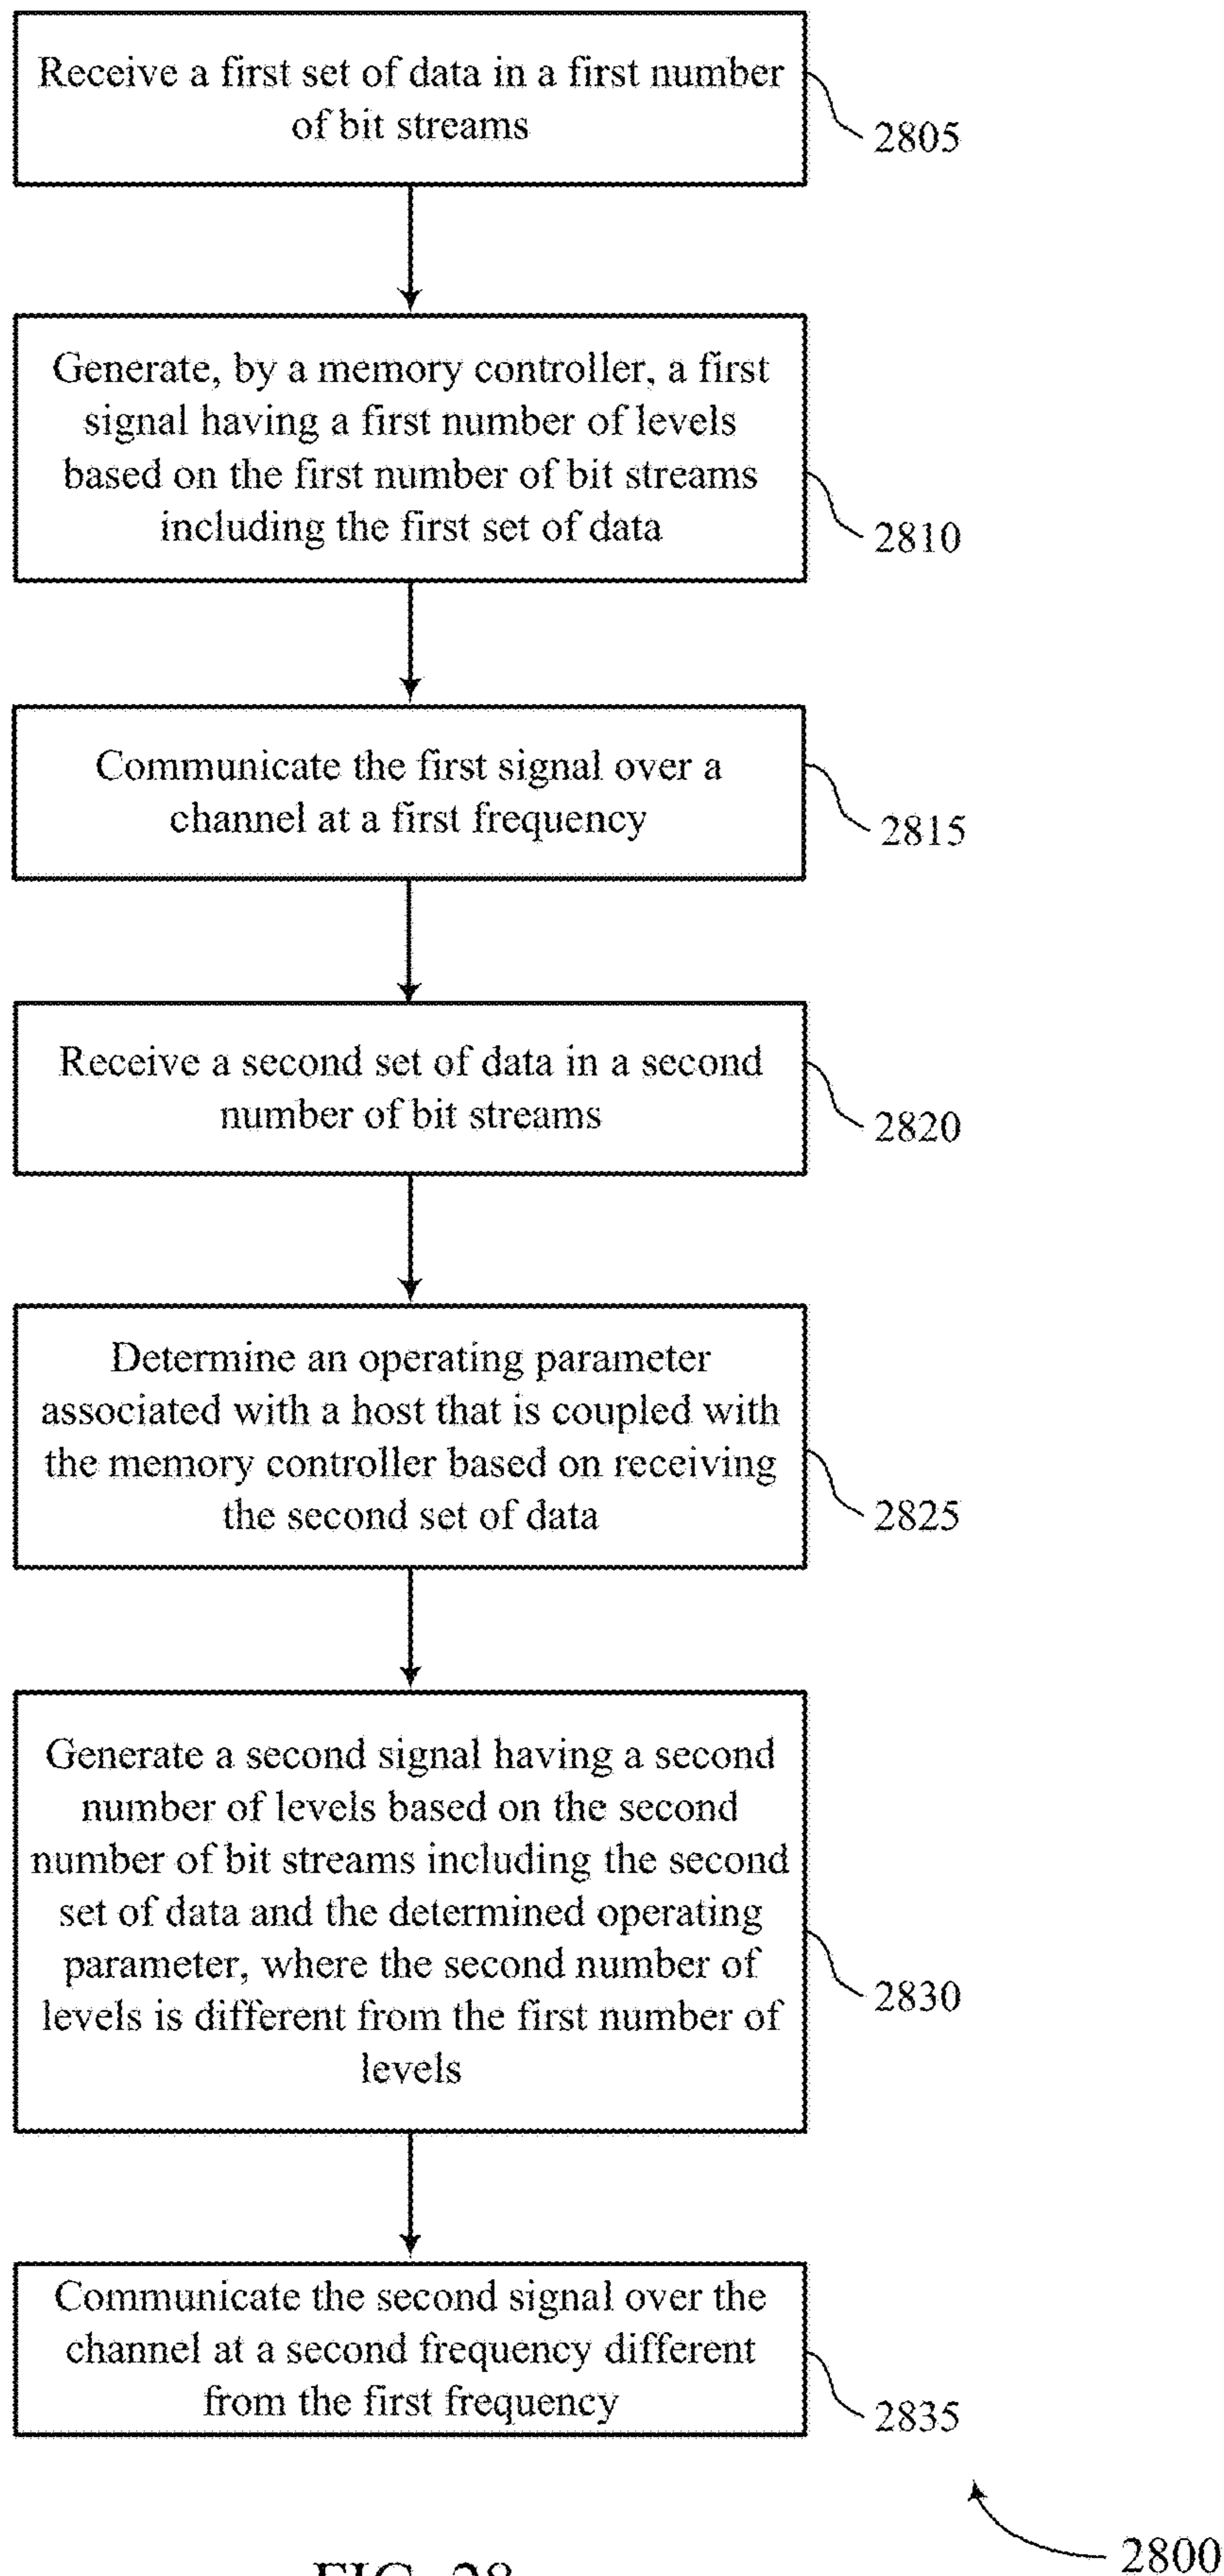 Receive a first set of data in a first number
of bit streams
2805
Generate, by a memory controller, a first
signal having a first number of levels
based on the first number of bit streams
including the first set of data
2810
Communicate the first signal over a
channel at a first frequency
2815
Receive a second set of data in a second
number of bit streams
2820
Determine an operating parameter
associated with a host that is coupled with
the memory controller based on receiving
the second set of data
2825
Generate a second signal having a second
number of levels based on the second
number of bit streams including the second
set of data and the determined operating
parameter, where the second number of
levels is different from the first number of
levels
2830
Communicate the second signal over the
channel at a second frequency different
from the first frequency
2835
2800
FIG. 28